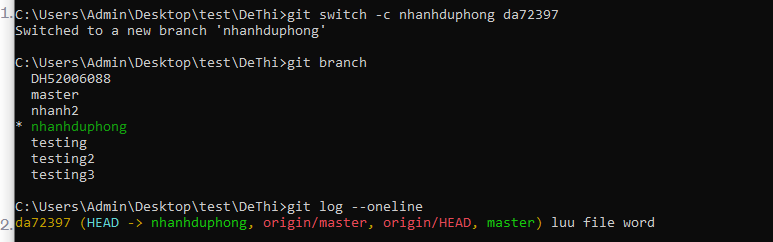 1. C:\Users\Admin\Desktop\test\DeThi>git switch -c nhanhduphong da72397
Switched to a new branch 'nhanhduphong'
C:\Users\Admin\Desktop\test\DeThi>git branch
DH52006088
master
nhanh2
* nhanhduphong
testing
testing2
testing3
C:\Users\Admin\Desktop\test\DeThi>git log --oneline
2. da72397 (HEAD -> nhanhduphong, origin/master, origin/HEAD, master) luu file word